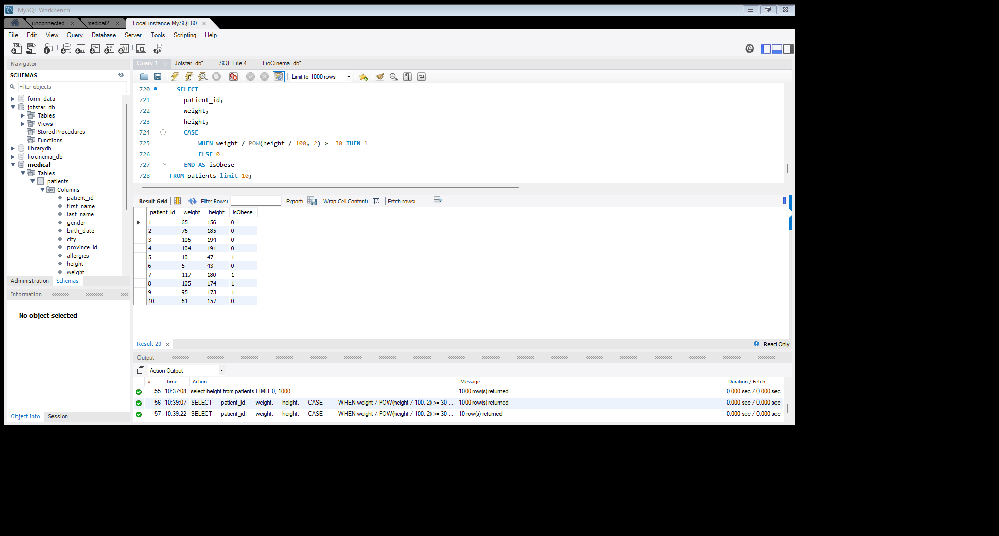 MySQL Workbench
unconnected
medical2
Local instance MySQL80
File Edit View Query Database Server Tools Scripting Help
Navigator
SCHEMAS
Filter objects
form_data
jotstar_db
Tables
Views
Stored Procedures
Functions
librarydb
liocinema_db
medical
Tables
patients
Columns
patient_id
first_name
last_name
gender
birth_date
city
province_id
allergies
height
weight
Administration Schemas
Information
No object selected
Object Info Session
Query 1 Jotstar_db* SQL File 4 LioCinema_db*
Limit to 1000 rows
720 SELECT
721 patient_id,
722 weight,
723 height,
724 CASE
725 WHEN weight / POW(height / 100, 2) >= 30 THEN 1
726 ELSE 0
727 END AS isObese
728 FROM patients limit 10;
Result Grid Filter Rows: Export: Wrap Cell Content: Fetch rows:
patient_id weight height isObese
1 65 156 0
2 76 185 0
3 106 194 0
4 104 191 0
5 10 47 1
6 5 43 0
7 117 180 1
8 105 174 1
9 95 173 1
10 61 157 0
Result 20
Read Only
Output
Action Output
# Time Action Message Duration / Fetch
55 10:37:08 select height from patients LIMIT 0, 1000 1000 row(s) returned 0.000 sec / 0.000 sec
56 10:39:07 SELECT patient_id, weight, height, CASE WHEN weight / POW(height / 100, 2) >= 30 ... 1000 row(s) returned 0.000 sec / 0.000 sec
57 10:39:22 SELECT patient_id, weight, height, CASE WHEN weight / POW(height / 100, 2) >= 30 ... 10 row(s) returned 0.000 sec / 0.000 sec